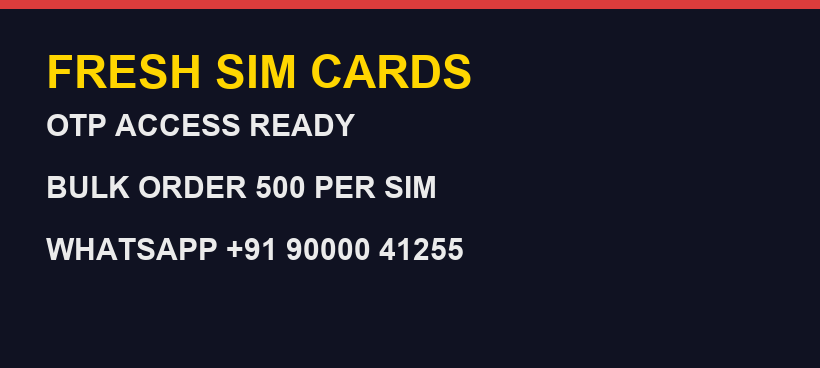 FRESH SIM CARDS
OTP ACCESS READY
BULK ORDER 500 PER SIM
WHATSAPP +91 90000 41255